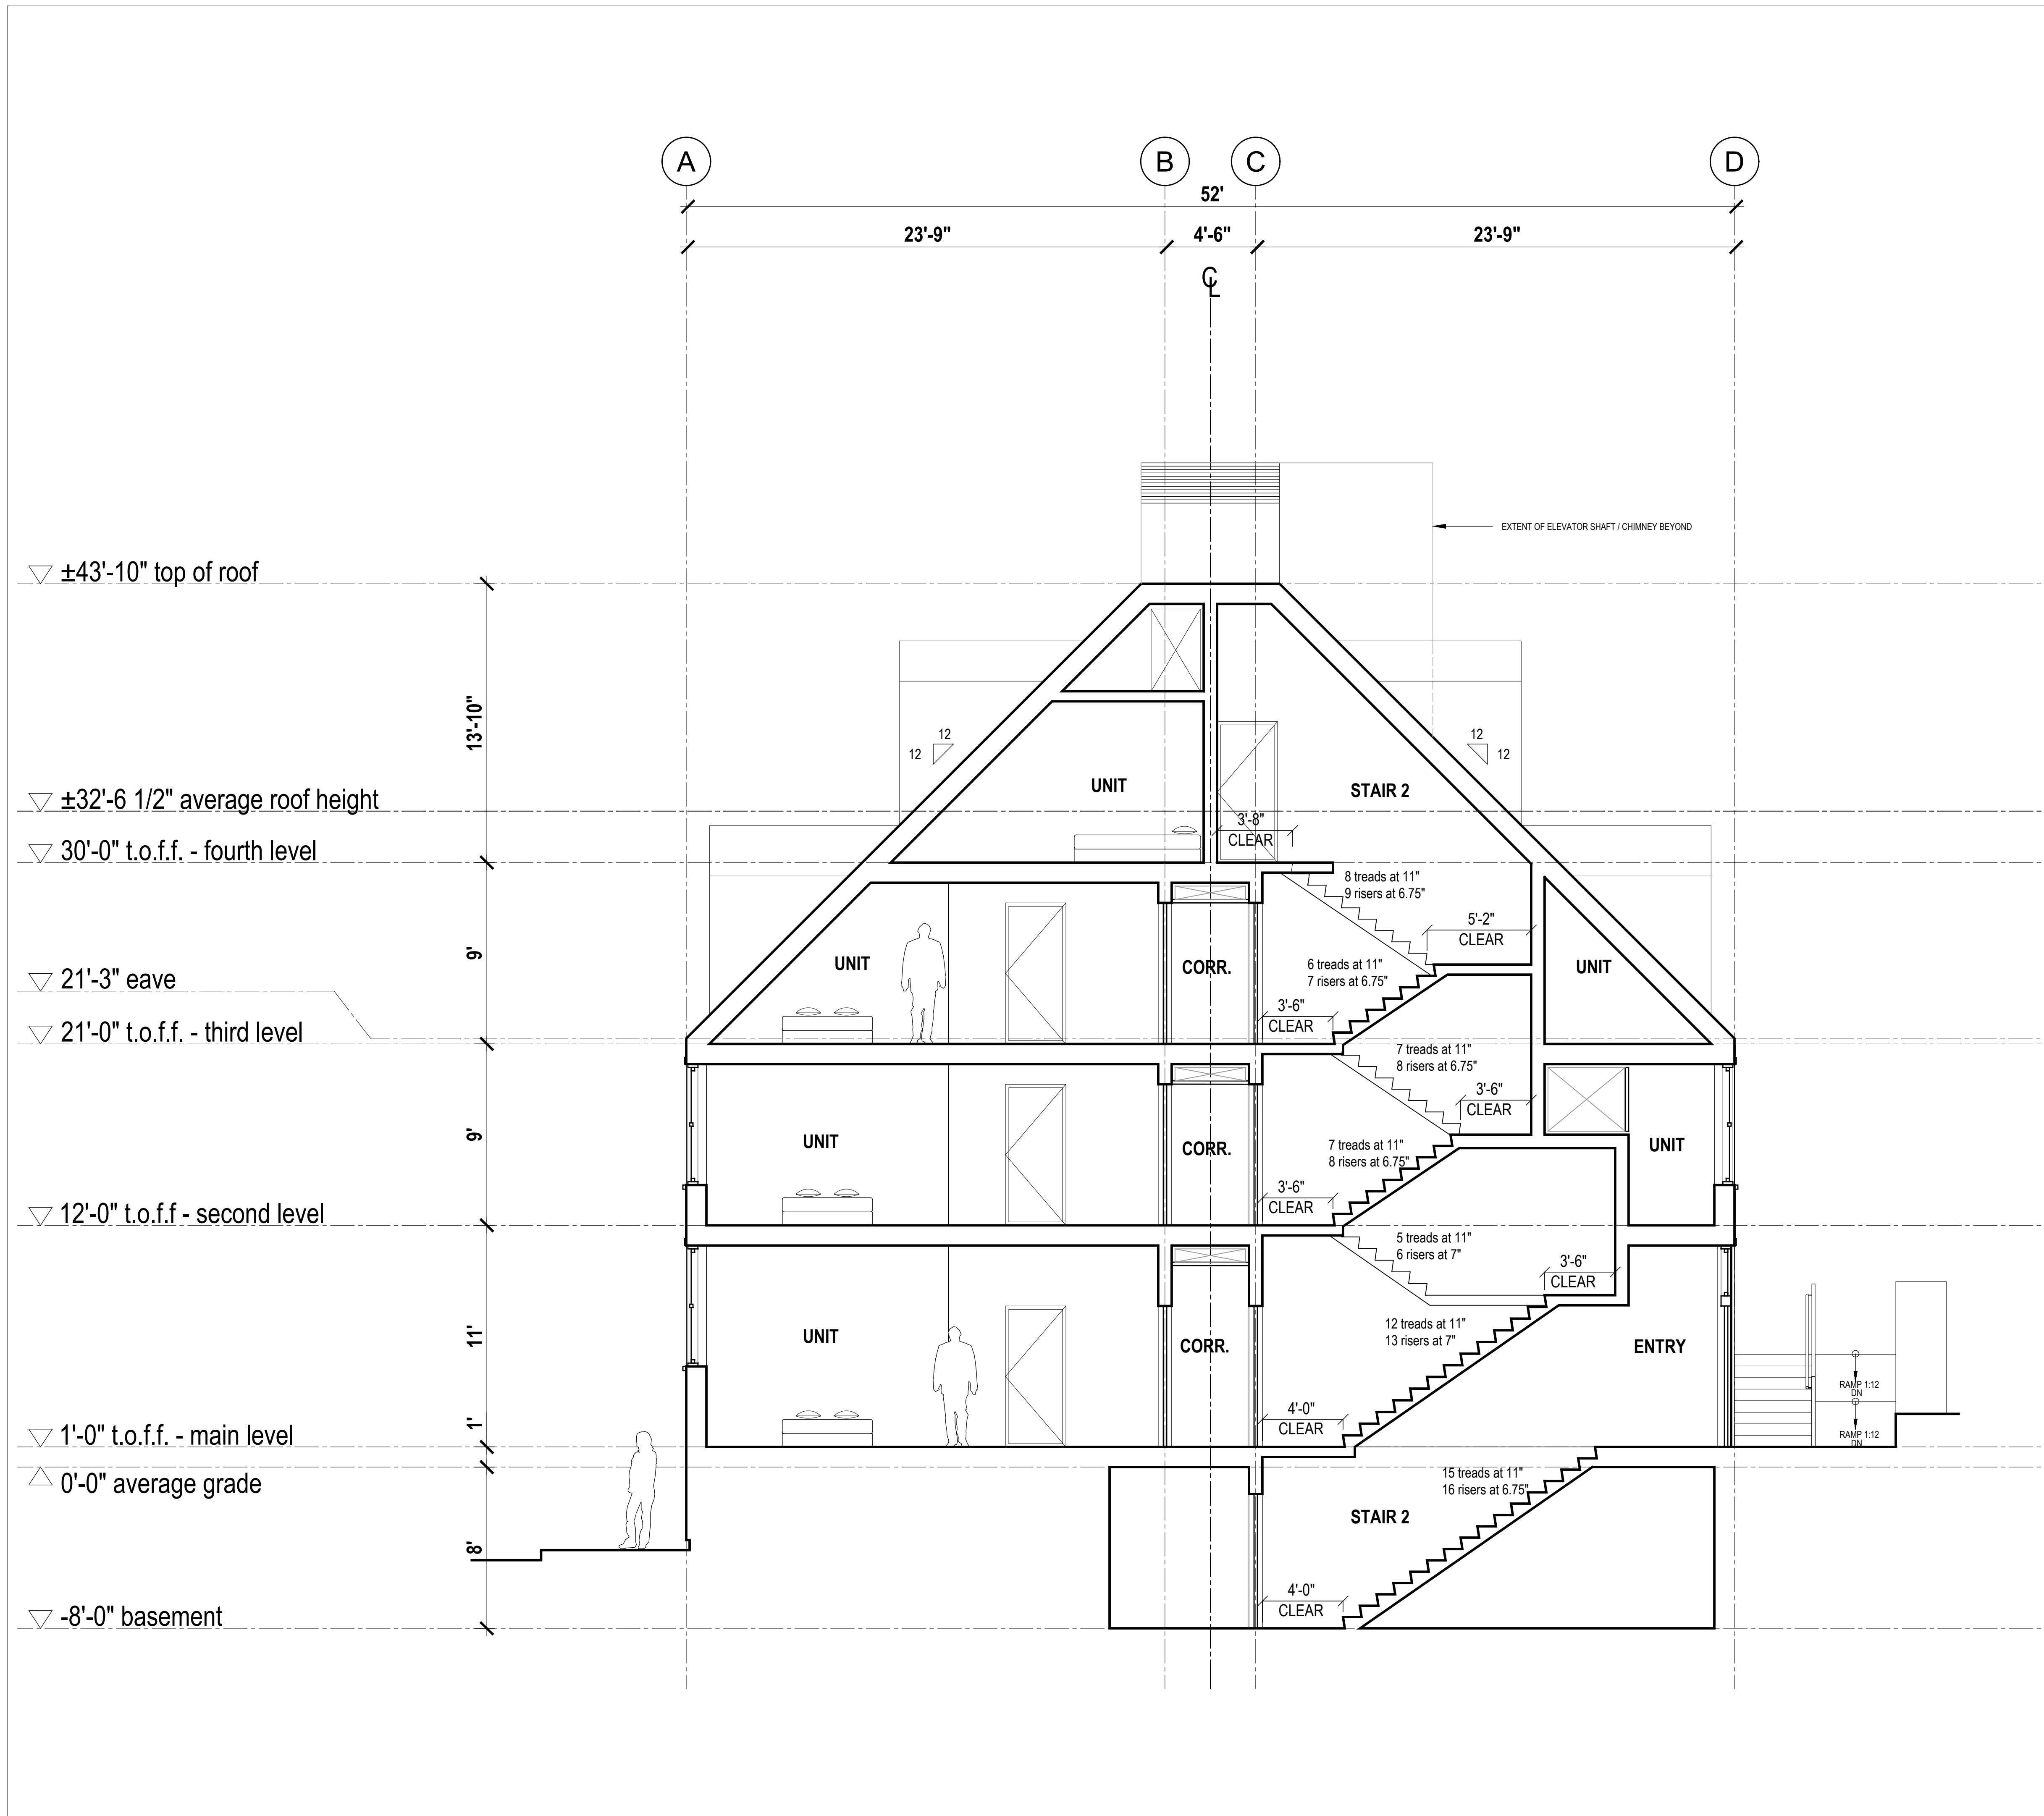 A
B
C
D
52'
23'-9"
4'-6"
23'-9"
CL
EXTENT OF ELEVATOR SHAFT / CHIMNEY BEYOND
±43'-10" top of roof
13'-10"
12
12
12
12
UNIT
STAIR 2
±32'-6 1/2" average roof height
3'-8"
CLEAR
30'-0" t.o.f.f. - fourth level
8 treads at 11"
9 risers at 6.75"
5'-2"
CLEAR
9'
UNIT
CORR.
6 treads at 11"
7 risers at 6.75"
UNIT
21'-3" eave
3'-6"
CLEAR
21'-0" t.o.f.f. - third level
7 treads at 11"
8 risers at 6.75"
3'-6"
CLEAR
9'
UNIT
CORR.
7 treads at 11"
8 risers at 6.75"
UNIT
3'-6"
CLEAR
12'-0" t.o.f.f - second level
5 treads at 11"
6 risers at 7"
3'-6"
CLEAR
11'
UNIT
CORR.
12 treads at 11"
13 risers at 7"
ENTRY
RAMP 1:12
DN
4'-0"
CLEAR
1'
1'-0" t.o.f.f. - main level
RAMP 1:12
DN
0'-0" average grade
15 treads at 11"
16 risers at 6.75"
STAIR 2
8'
4'-0"
CLEAR
-8'-0" basement